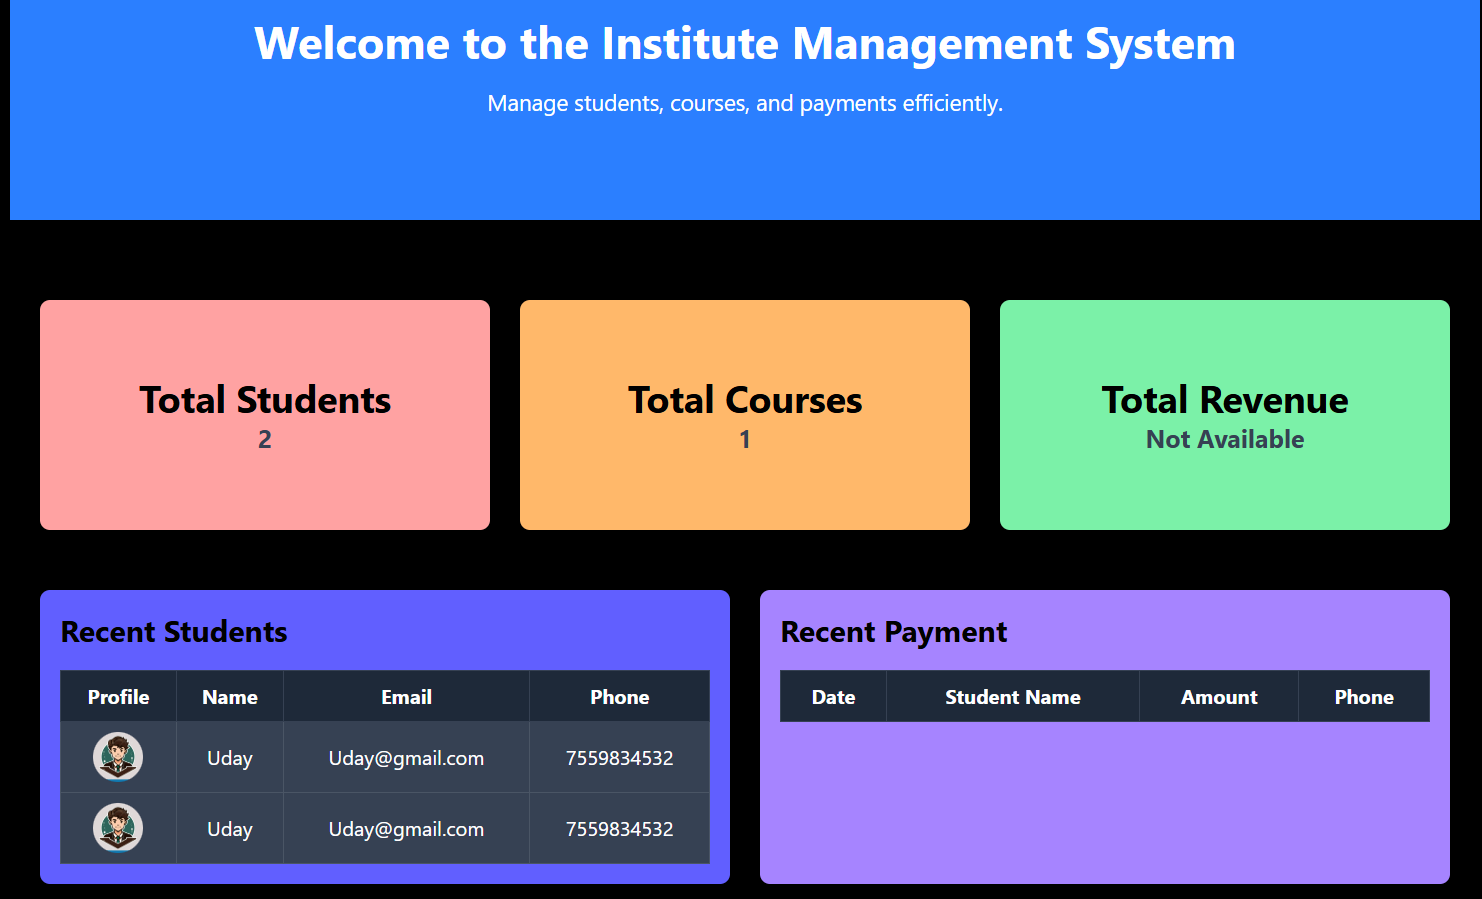 Welcome to the Institute Management System
Manage students, courses, and payments efficiently.
Total Students
2
Total Courses
1
Total Revenue
Not Available
Recent Students
Profile Name Email Phone
Uday Uday@gmail.com 7559834532
Uday Uday@gmail.com 7559834532
Recent Payment
Date Student Name Amount Phone